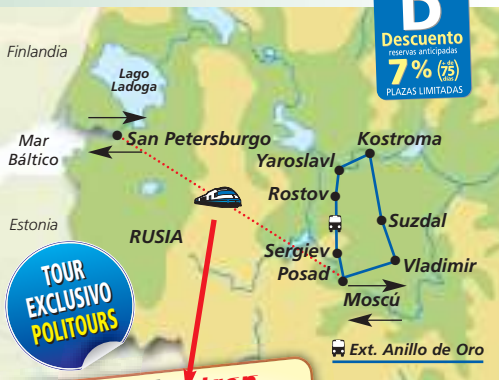 D
Descuento
reservas anticipadas
7% (+ de 75 días)
PLAZAS LIMITADAS
Finlandia
Lago
Ladoga
San Petersburgo
Mar
Báltico
Kostroma
Yaroslavl
Rostov
Estonia
RUSIA
Suzdal
Sergiev
Posad
Vladimir
Moscú
TOUR
EXCLUSIVO
POLITOURS
Ext. Anillo de Oro